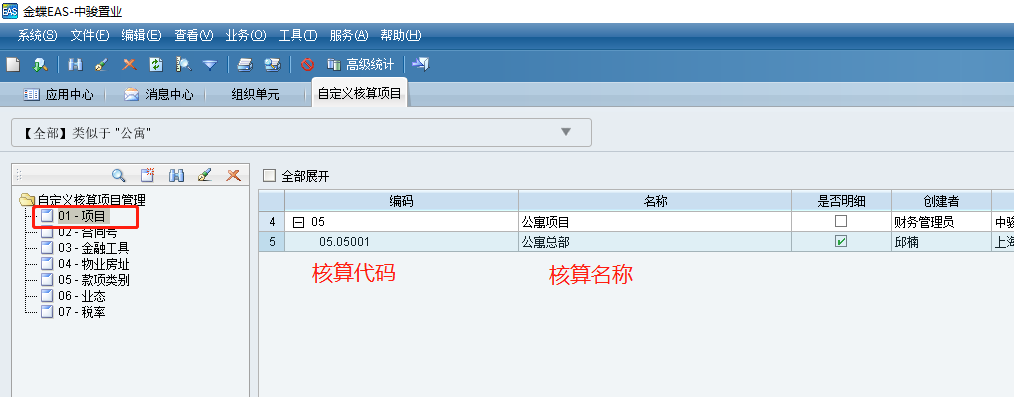 金蝶EAS-中骏置业
系统(S) 文件(F) 编辑(E) 查看(V) 业务(O) 工具(T) 服务(A) 帮助(H)
高级统计
应用中心 消息中心 组织单元 自定义核算项目
【全部】类似于 "公寓"
全部展开
自定义核算项目管理
01 - 项目
02 - 合同号
03 - 金融工具
04 - 物业房址
05 - 款项类别
06 - 业态
07 - 税率
编码 名称 是否明细 创建者
4 05 公寓项目 财务管理员 中骏
5 05.05001 公寓总部 邱楠 上海
核算代码 核算名称